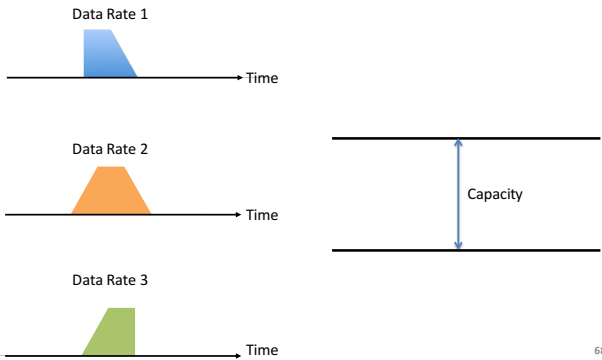 Data Rate 1
Time
Data Rate 2
Time
Capacity
Data Rate 3
Time